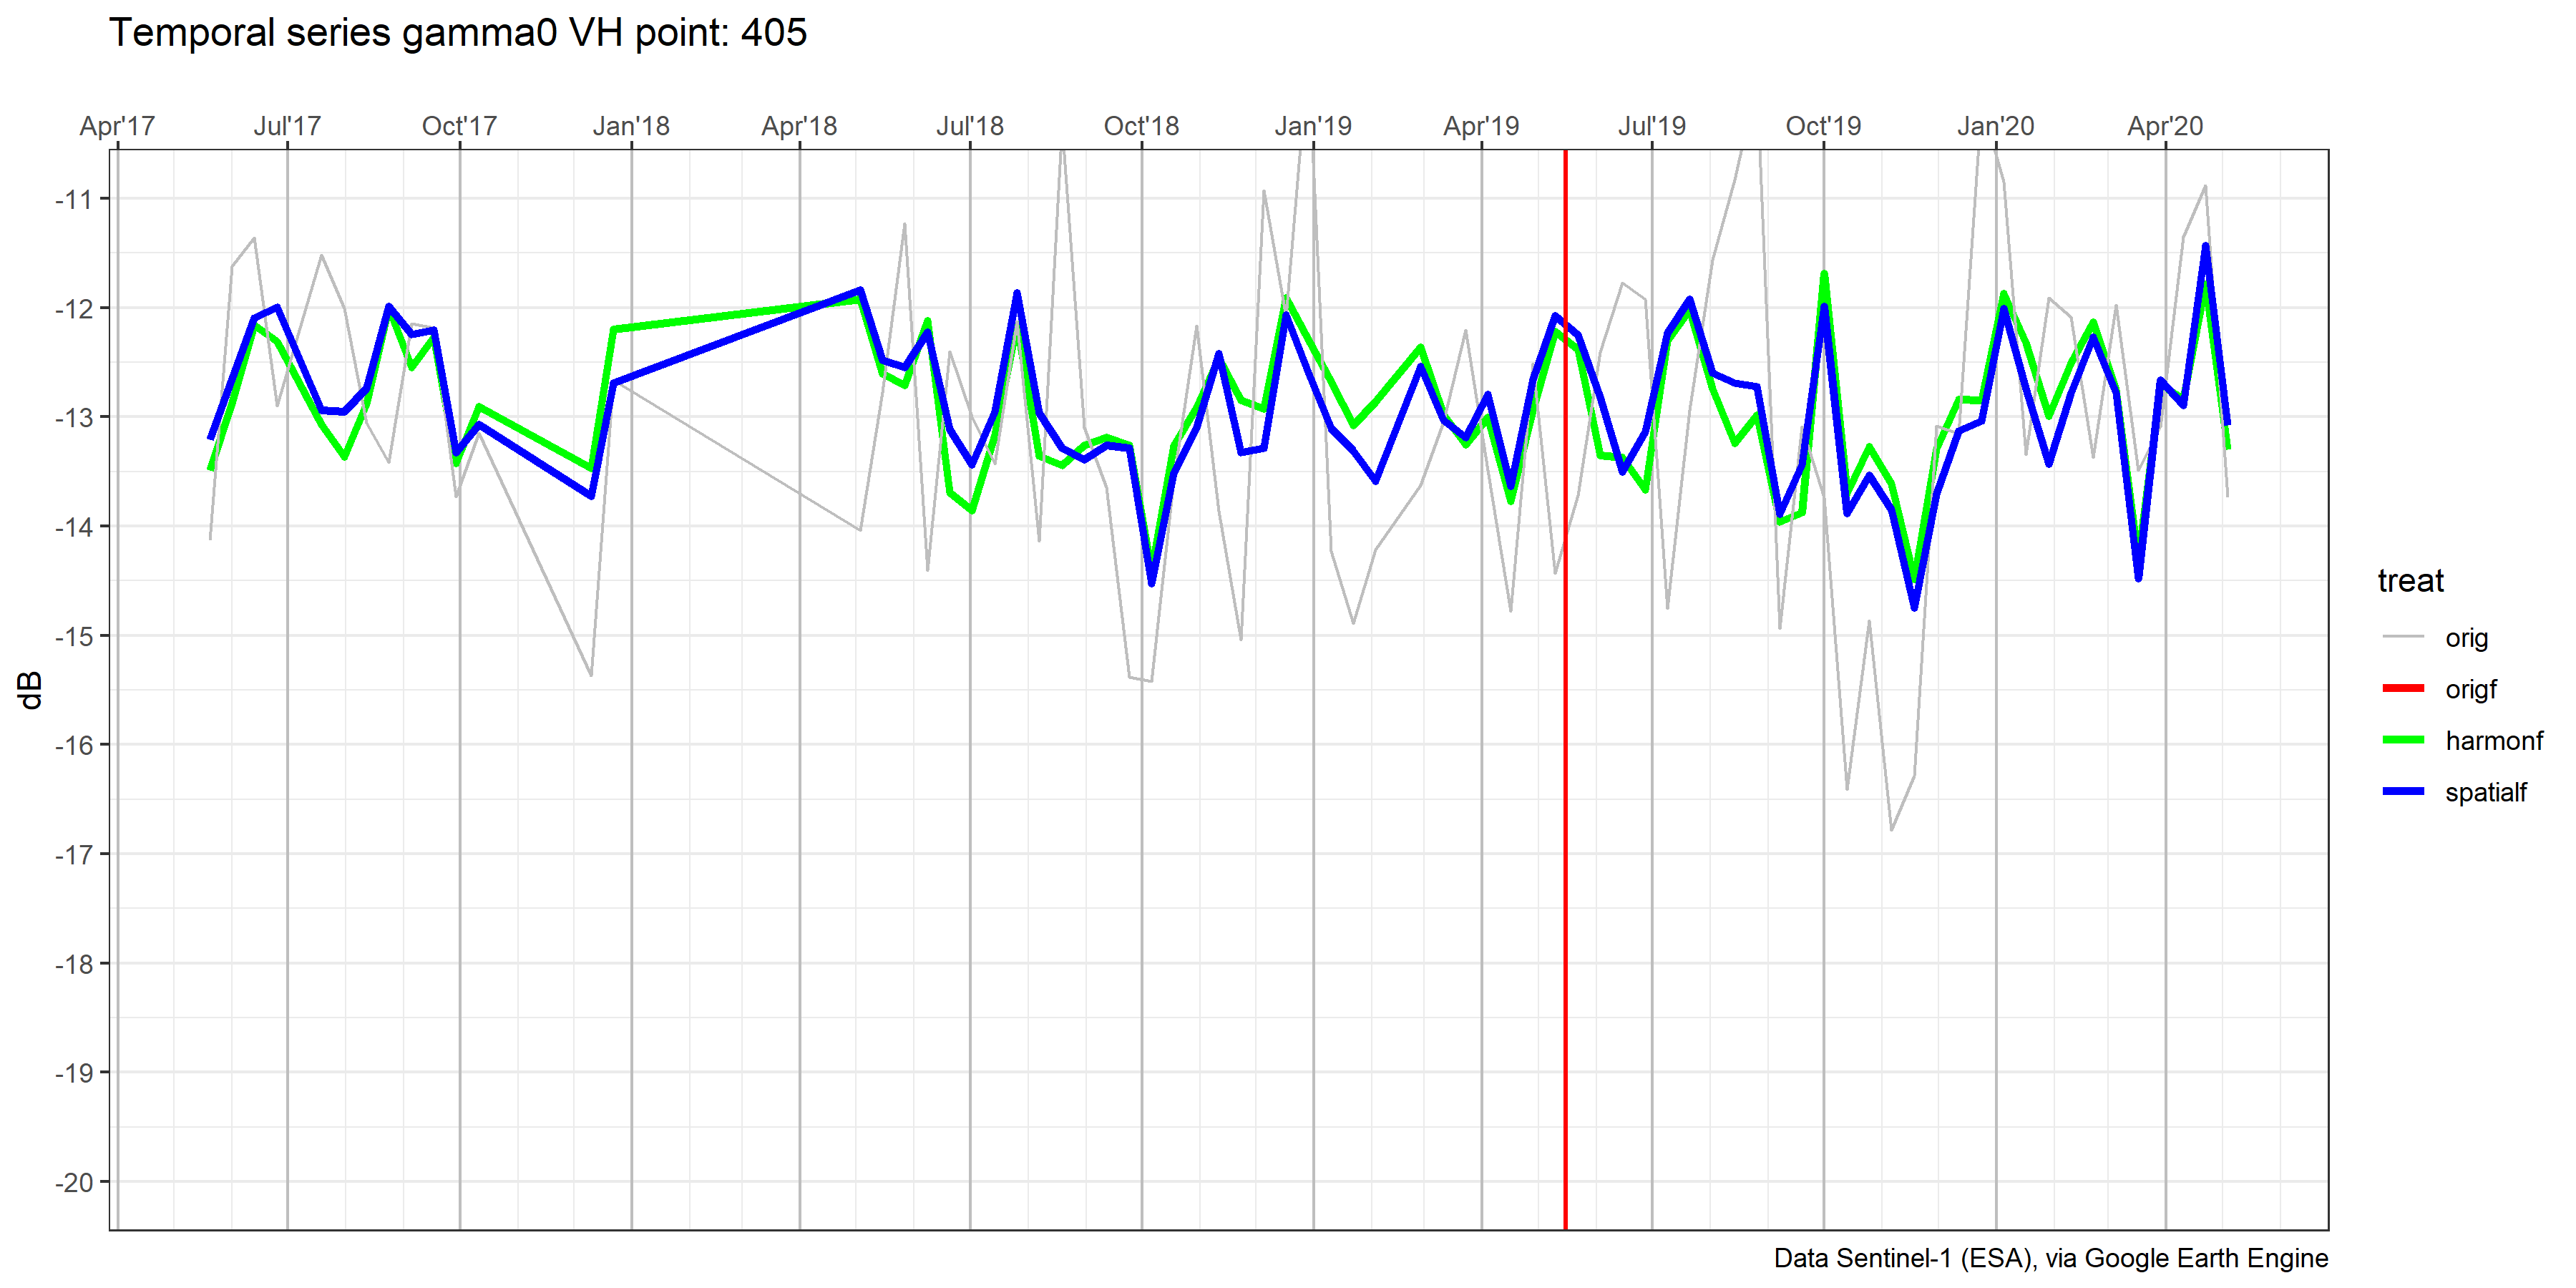 Temporal series gamma0 VH point: 405
Apr'17 Jul'17 Oct'17 Jan'18 Apr'18 Jul'18 Oct'18 Jan'19 Apr'19 Jul'19 Oct'19 Jan'20 Apr'20
-11
-12
-13
-14
-15
-16
-17
-18
-19
-20
dB
treat
orig
origf
harmonf
spatialf
Data Sentinel-1 (ESA), via Google Earth Engine